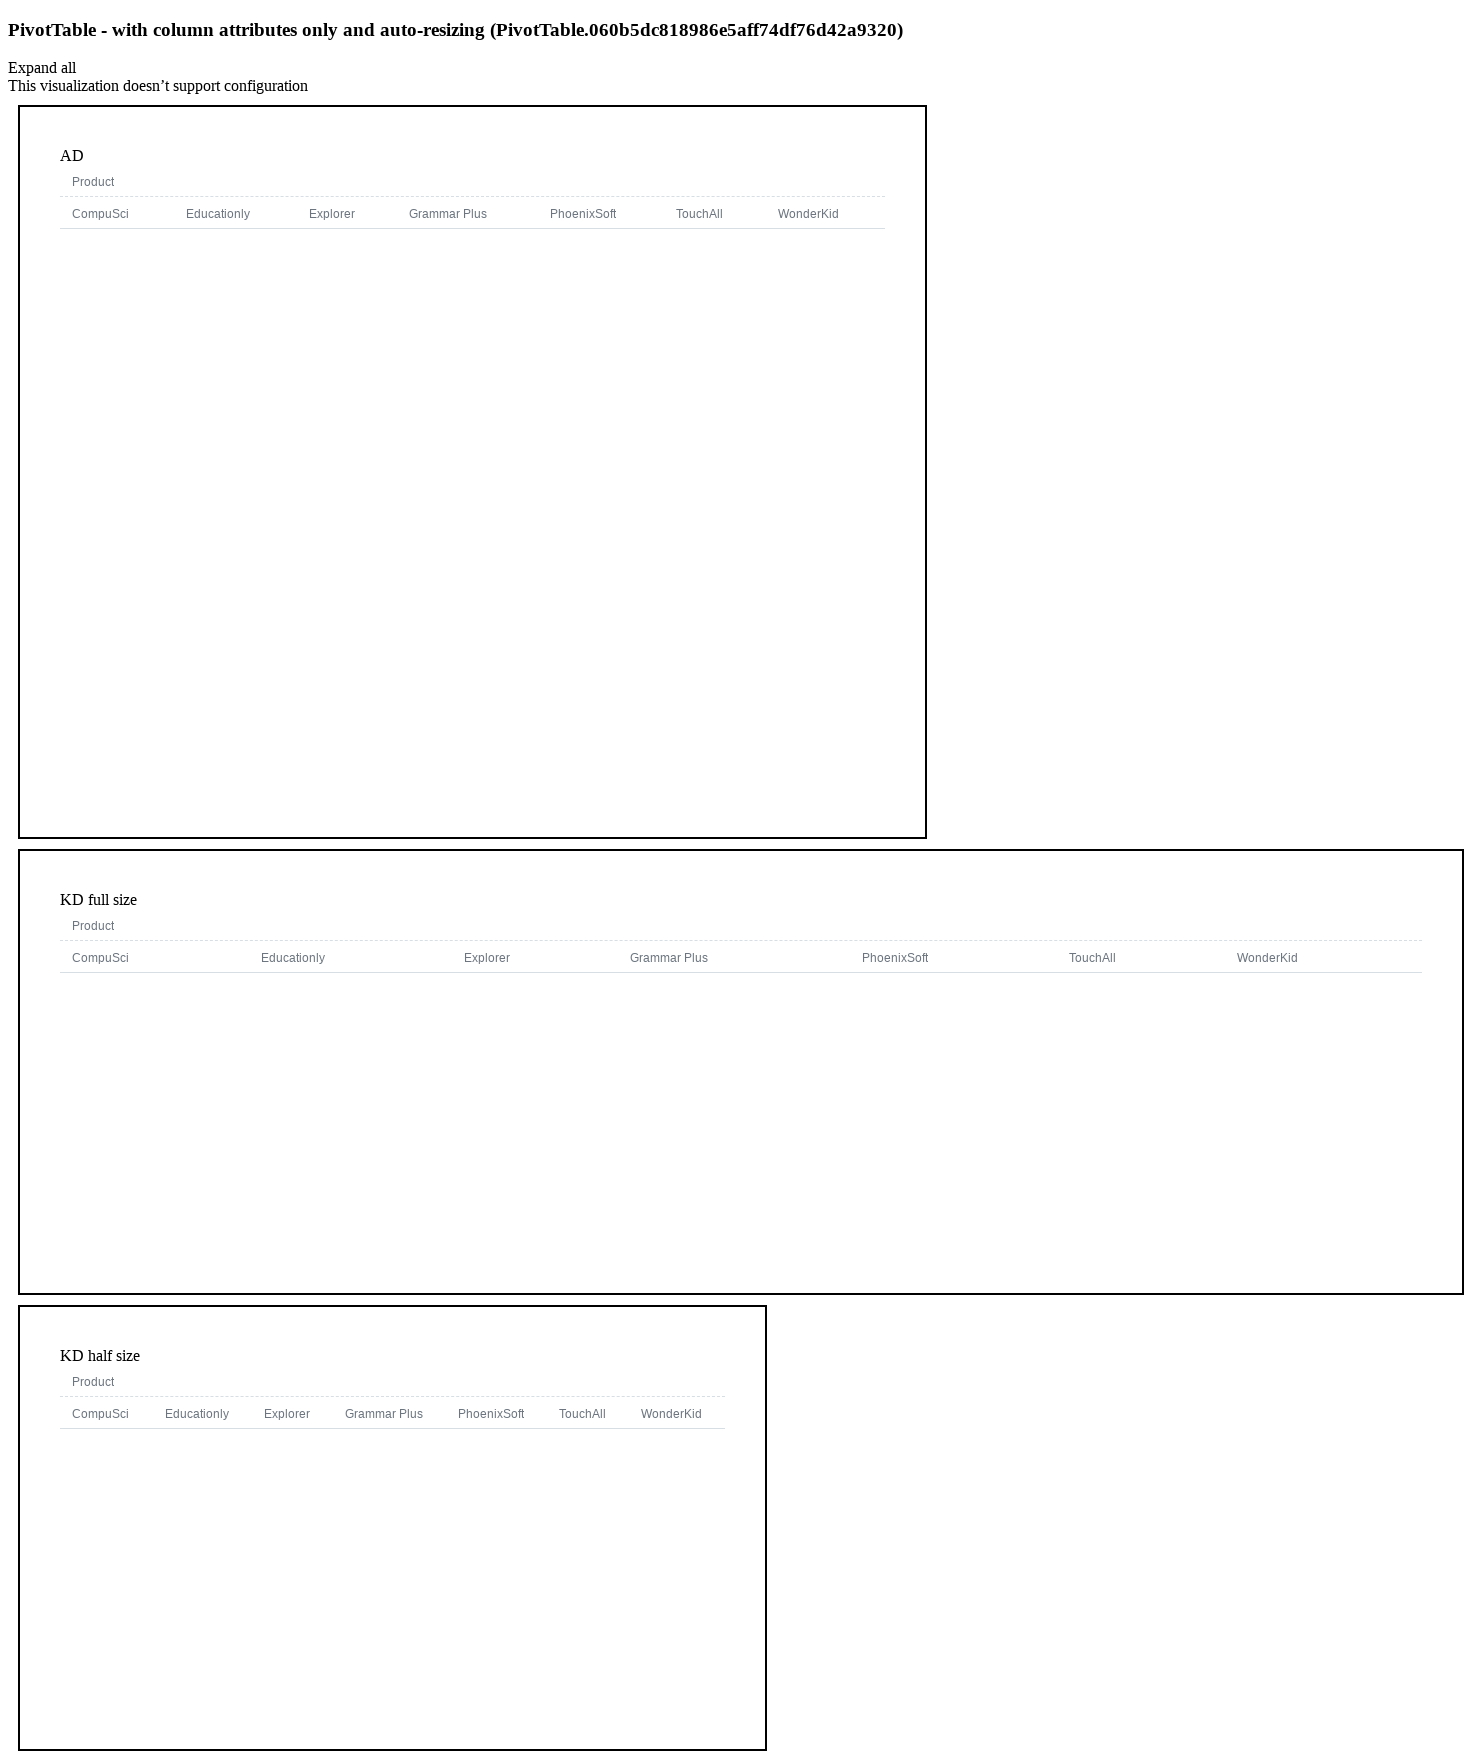 PivotTable - with column attributes only and auto-resizing (PivotTable.060b5dc818986e5aff74df76d42a9320)
Expand all
This visualization doesn’t support configuration
AD
Product
CompuSci Educationly Explorer Grammar Plus PhoenixSoft TouchAll WonderKid
KD full size
Product
CompuSci Educationly Explorer Grammar Plus PhoenixSoft TouchAll WonderKid
KD half size
Product
CompuSci Educationly Explorer Grammar Plus PhoenixSoft TouchAll WonderKid